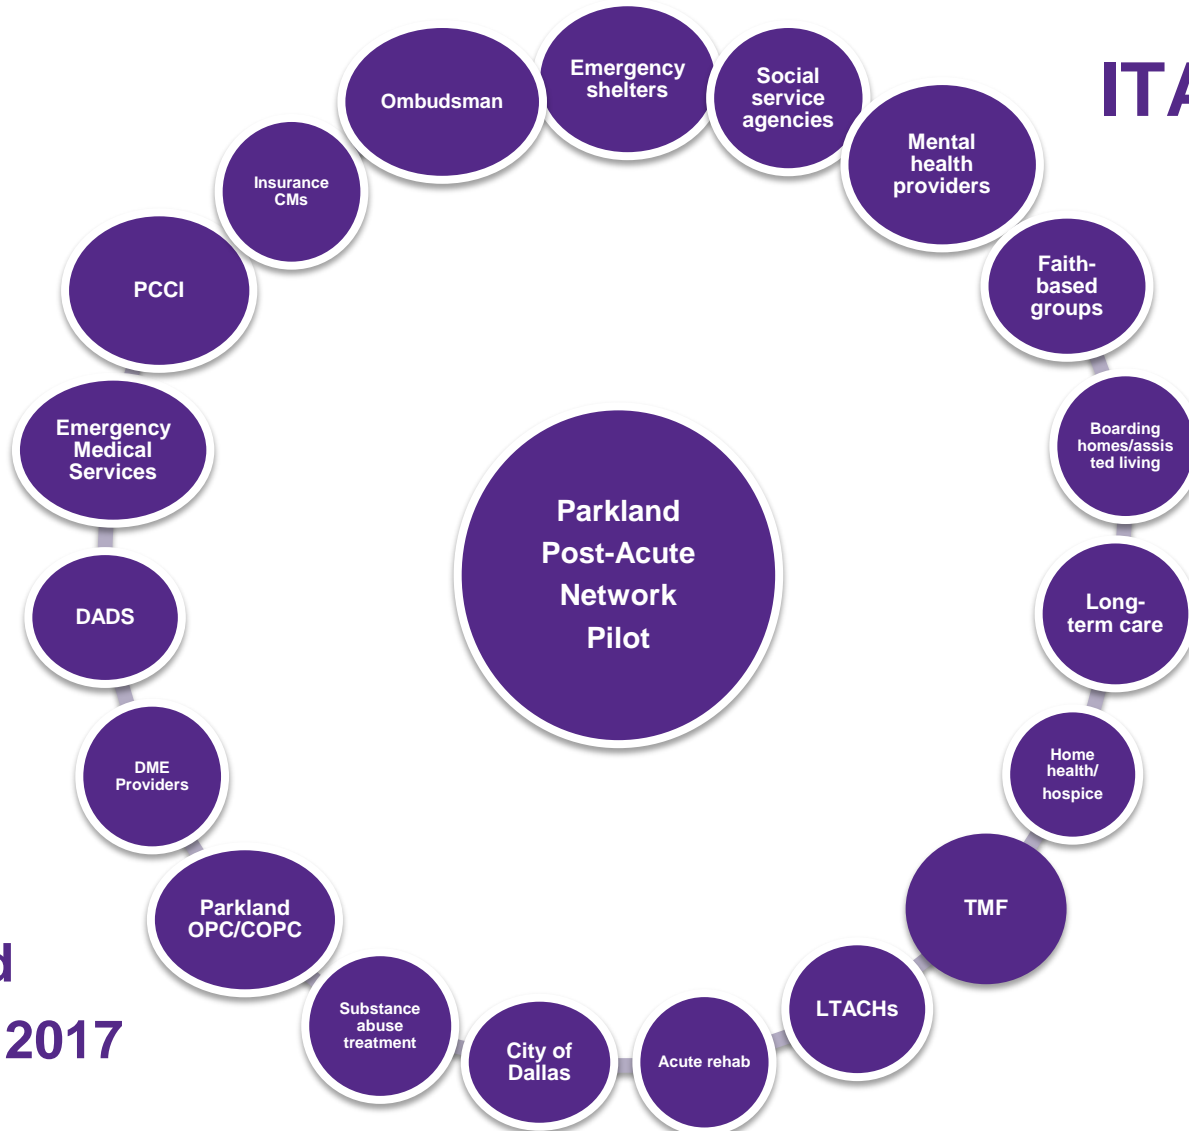 Emergency
shelters
Social
service
agencies
Mental
health
providers
Faith-
based
groups
Boarding
homes/assis
ted living
Long-
term care
Home
health/
hospice
TMF
LTACHs
Acute rehab
City of
Dallas
Substance
abuse
treatment
Parkland
OPC/COPC
DME
Providers
DADS
Emergency
Medical
Services
PCCI
Insurance
CMs
Ombudsman
Parkland
Post-Acute
Network
Pilot
ITA
d
2017